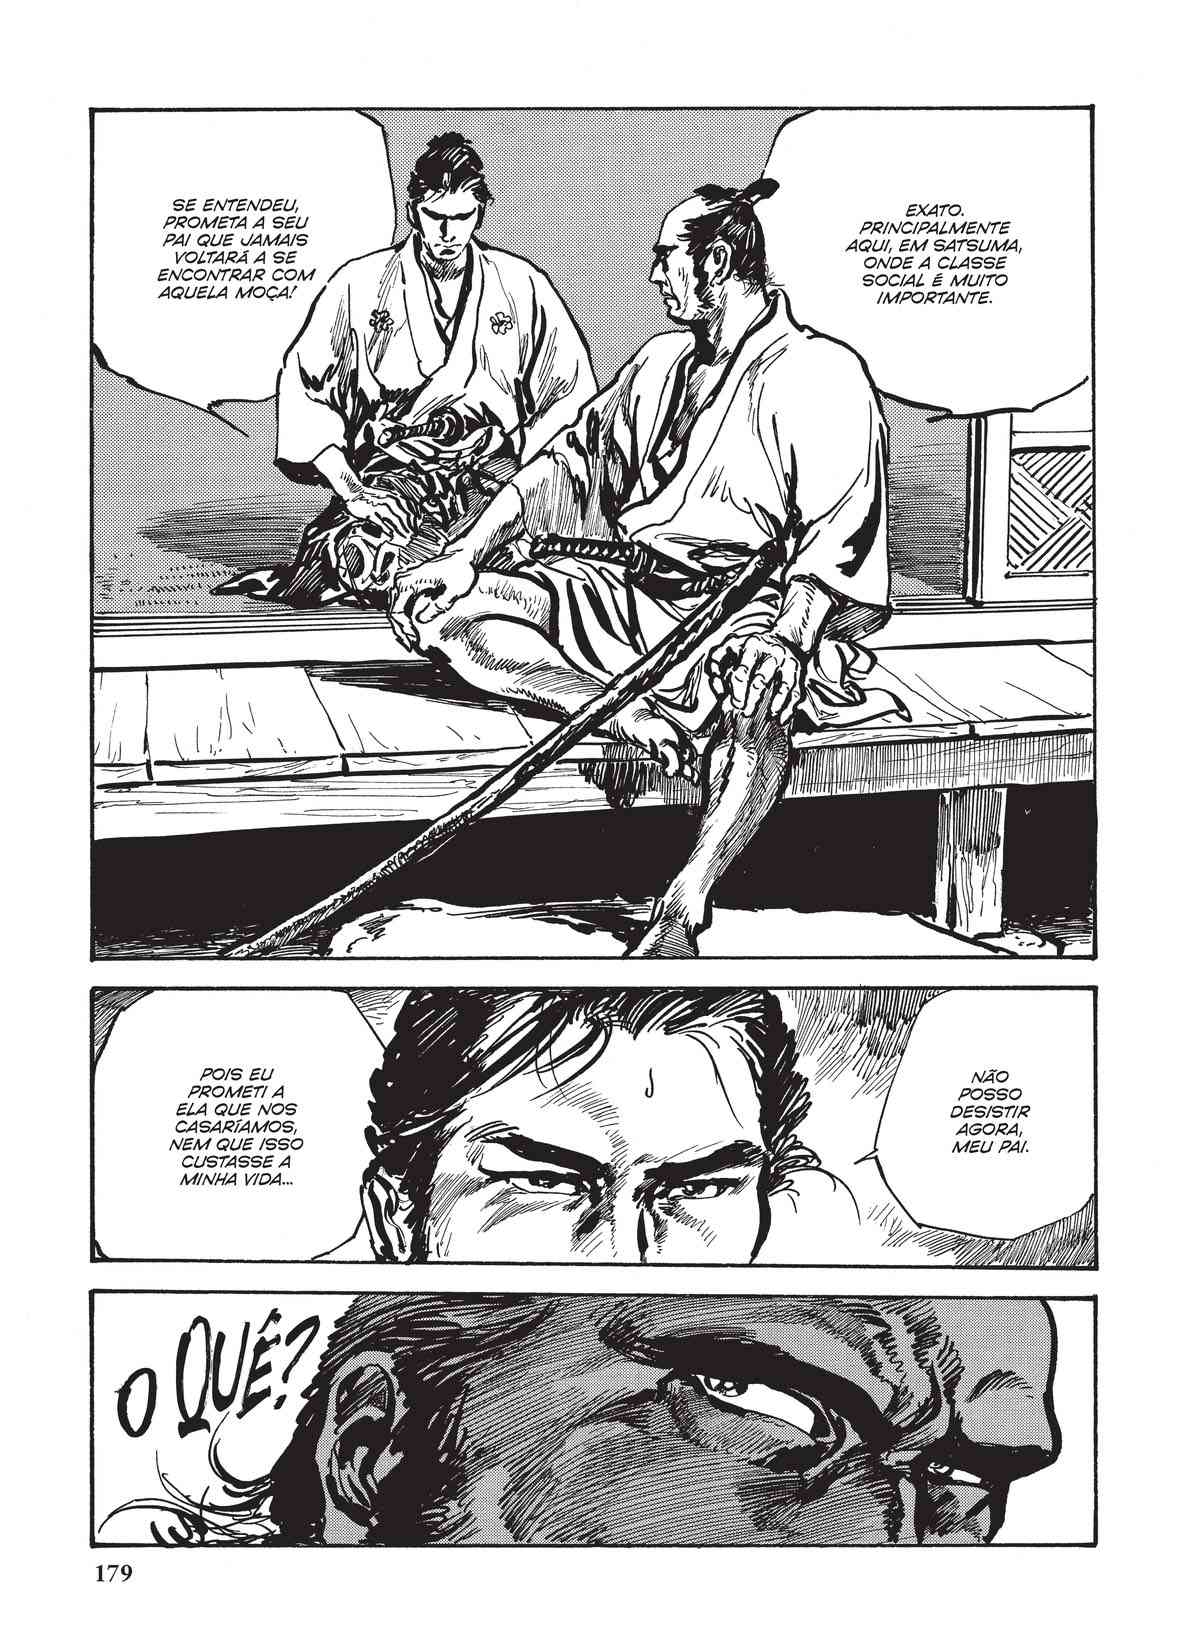 EXATO.
PRINCIPALMENTE
AQUI, EM SATSUMA,
ONDE A CLASSE
SOCIAL É MUITO
IMPORTANTE.
SE ENTENDEU,
PROMETA A SEU
PAI QUE JAMAIS
VOLTARÁ A SE
ENCONTRAR COM
AQUELA MOÇA!
NÃO
POSSO
DESISTIR
AGORA,
MEU PAI.
POIS EU
PROMETI A
ELA QUE NOS
CASARÍAMOS,
NEM QUE ISSO
CUSTASSE A
MINHA VIDA...
O QUÊ?
179